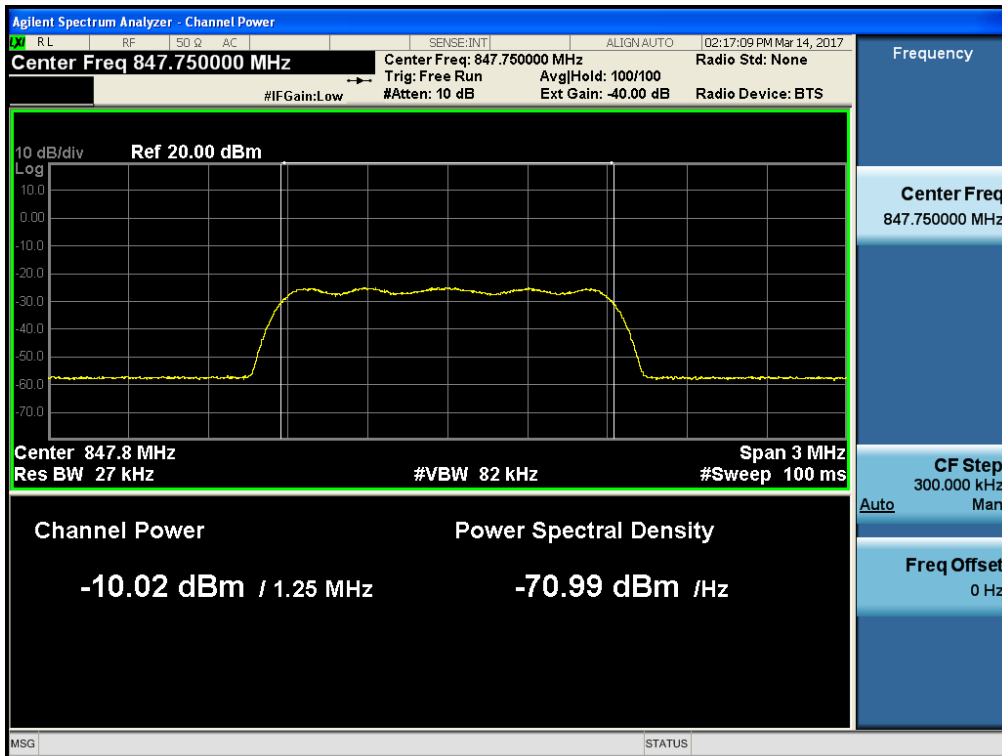 Agilent Spectrum Analyzer - Channel Power
LXI RL RF 50 Ω AC SENSE:INT ALIGN AUTO 02:17:09 PM Mar 14, 2017
Center Freq 847.750000 MHz
#IFGain:Low
Center Freq: 847.750000 MHz
Trig: Free Run Avg|Hold: 100/100
#Atten: 10 dB Ext Gain: -40.00 dB
Radio Std: None
Radio Device: BTS
10 dB/div Ref 20.00 dBm
Log
10.0
0.00
-10.0
-20.0
-30.0
-40.0
-50.0
-60.0
-70.0
Center 847.8 MHz Span 3 MHz
Res BW 27 kHz #VBW 82 kHz #Sweep 100 ms
Channel Power Power Spectral Density
-10.02 dBm / 1.25 MHz -70.99 dBm /Hz
Frequency
Center Freq
847.750000 MHz
CF Step
300.000 kHz
Auto Man
Freq Offset
0 Hz
MSG STATUS